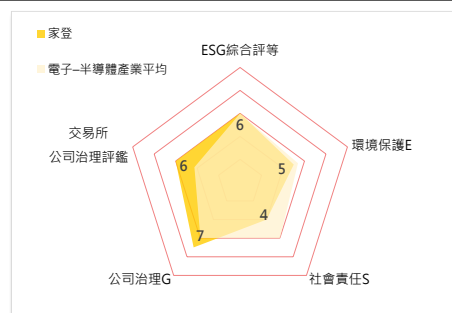 家登
電子–半導體產業平均
ESG綜合評等
環境保護E
社會責任S
公司治理G
交易所
公司治理評鑑
6
5
4
7
6